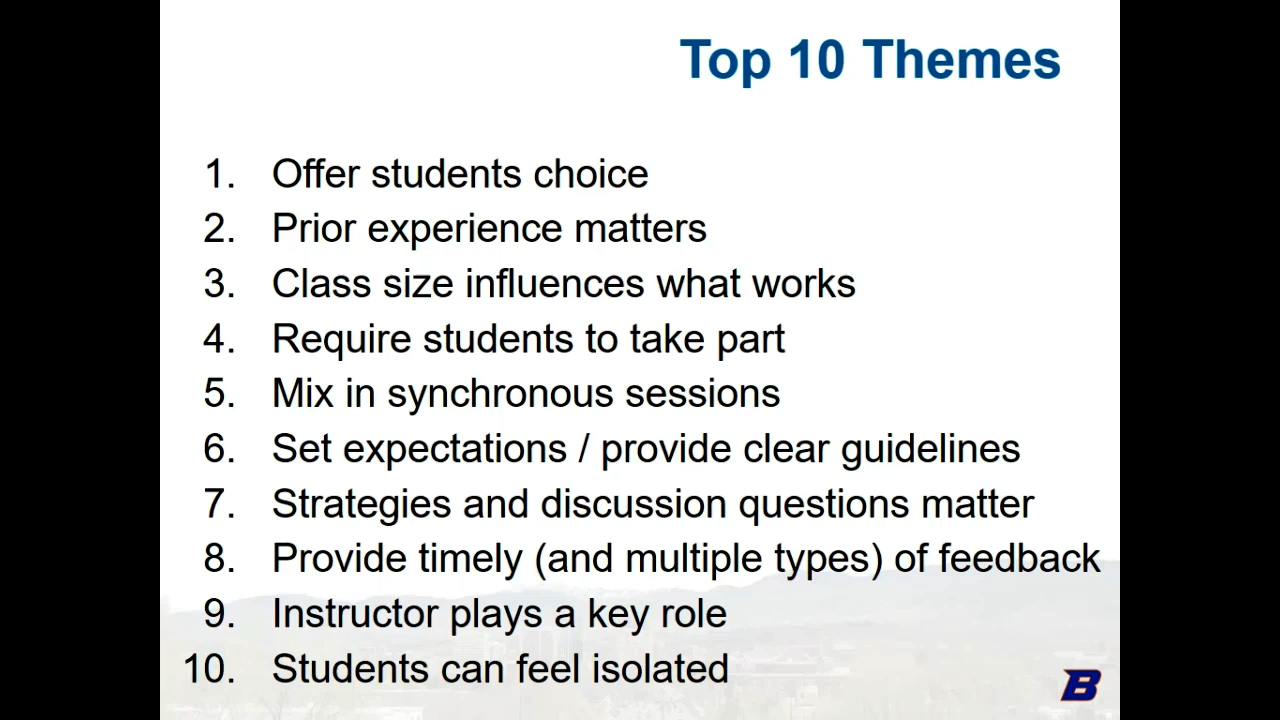 Top 10 Themes
1. Offer students choice
2. Prior experience matters
3. Class size influences what works
4. Require students to take part
5. Mix in synchronous sessions
6. Set expectations / provide clear guidelines
7. Strategies and discussion questions matter
8. Provide timely (and multiple types) of feedback
9. Instructor plays a key role
10. Students can feel isolated
B